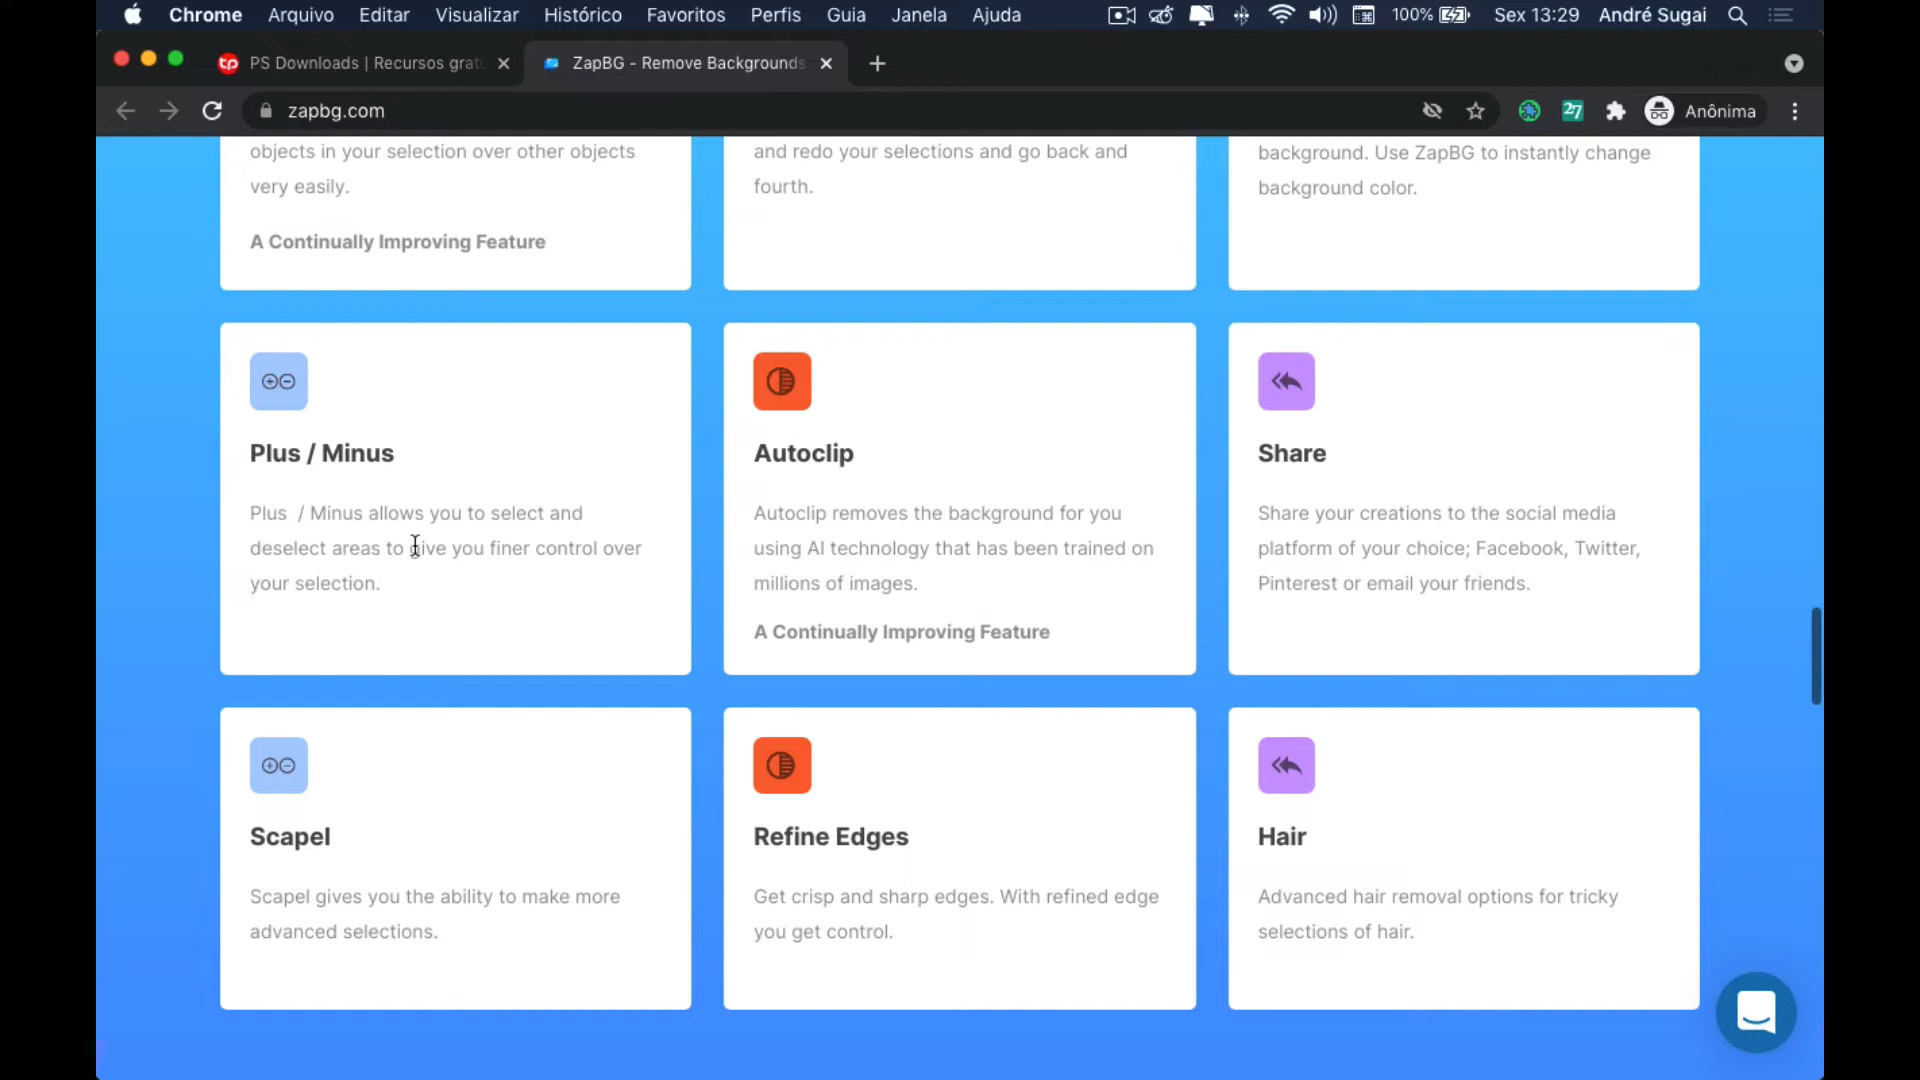 Chrome Arquivo Editar Visualizar Histórico Favoritos Perfis Guia Janela Ajuda 100% Sex 13:29 André Sugai
PS Downloads | Recursos grat ZapBG - Remove Backgrounds
zapbg.com 27 Anônima
objects in your selection over other objects
very easily.
A Continually Improving Feature
and redo your selections and go back and
fourth.
background. Use ZapBG to instantly change
background color.
Plus / Minus
Plus / Minus allows you to select and
deselect areas to give you finer control over
your selection.
Autoclip
Autoclip removes the background for you
using AI technology that has been trained on
millions of images.
A Continually Improving Feature
Share
Share your creations to the social media
platform of your choice; Facebook, Twitter,
Pinterest or email your friends.
Scapel
Scapel gives you the ability to make more
advanced selections.
Refine Edges
Get crisp and sharp edges. With refined edge
you get control.
Hair
Advanced hair removal options for tricky
selections of hair.